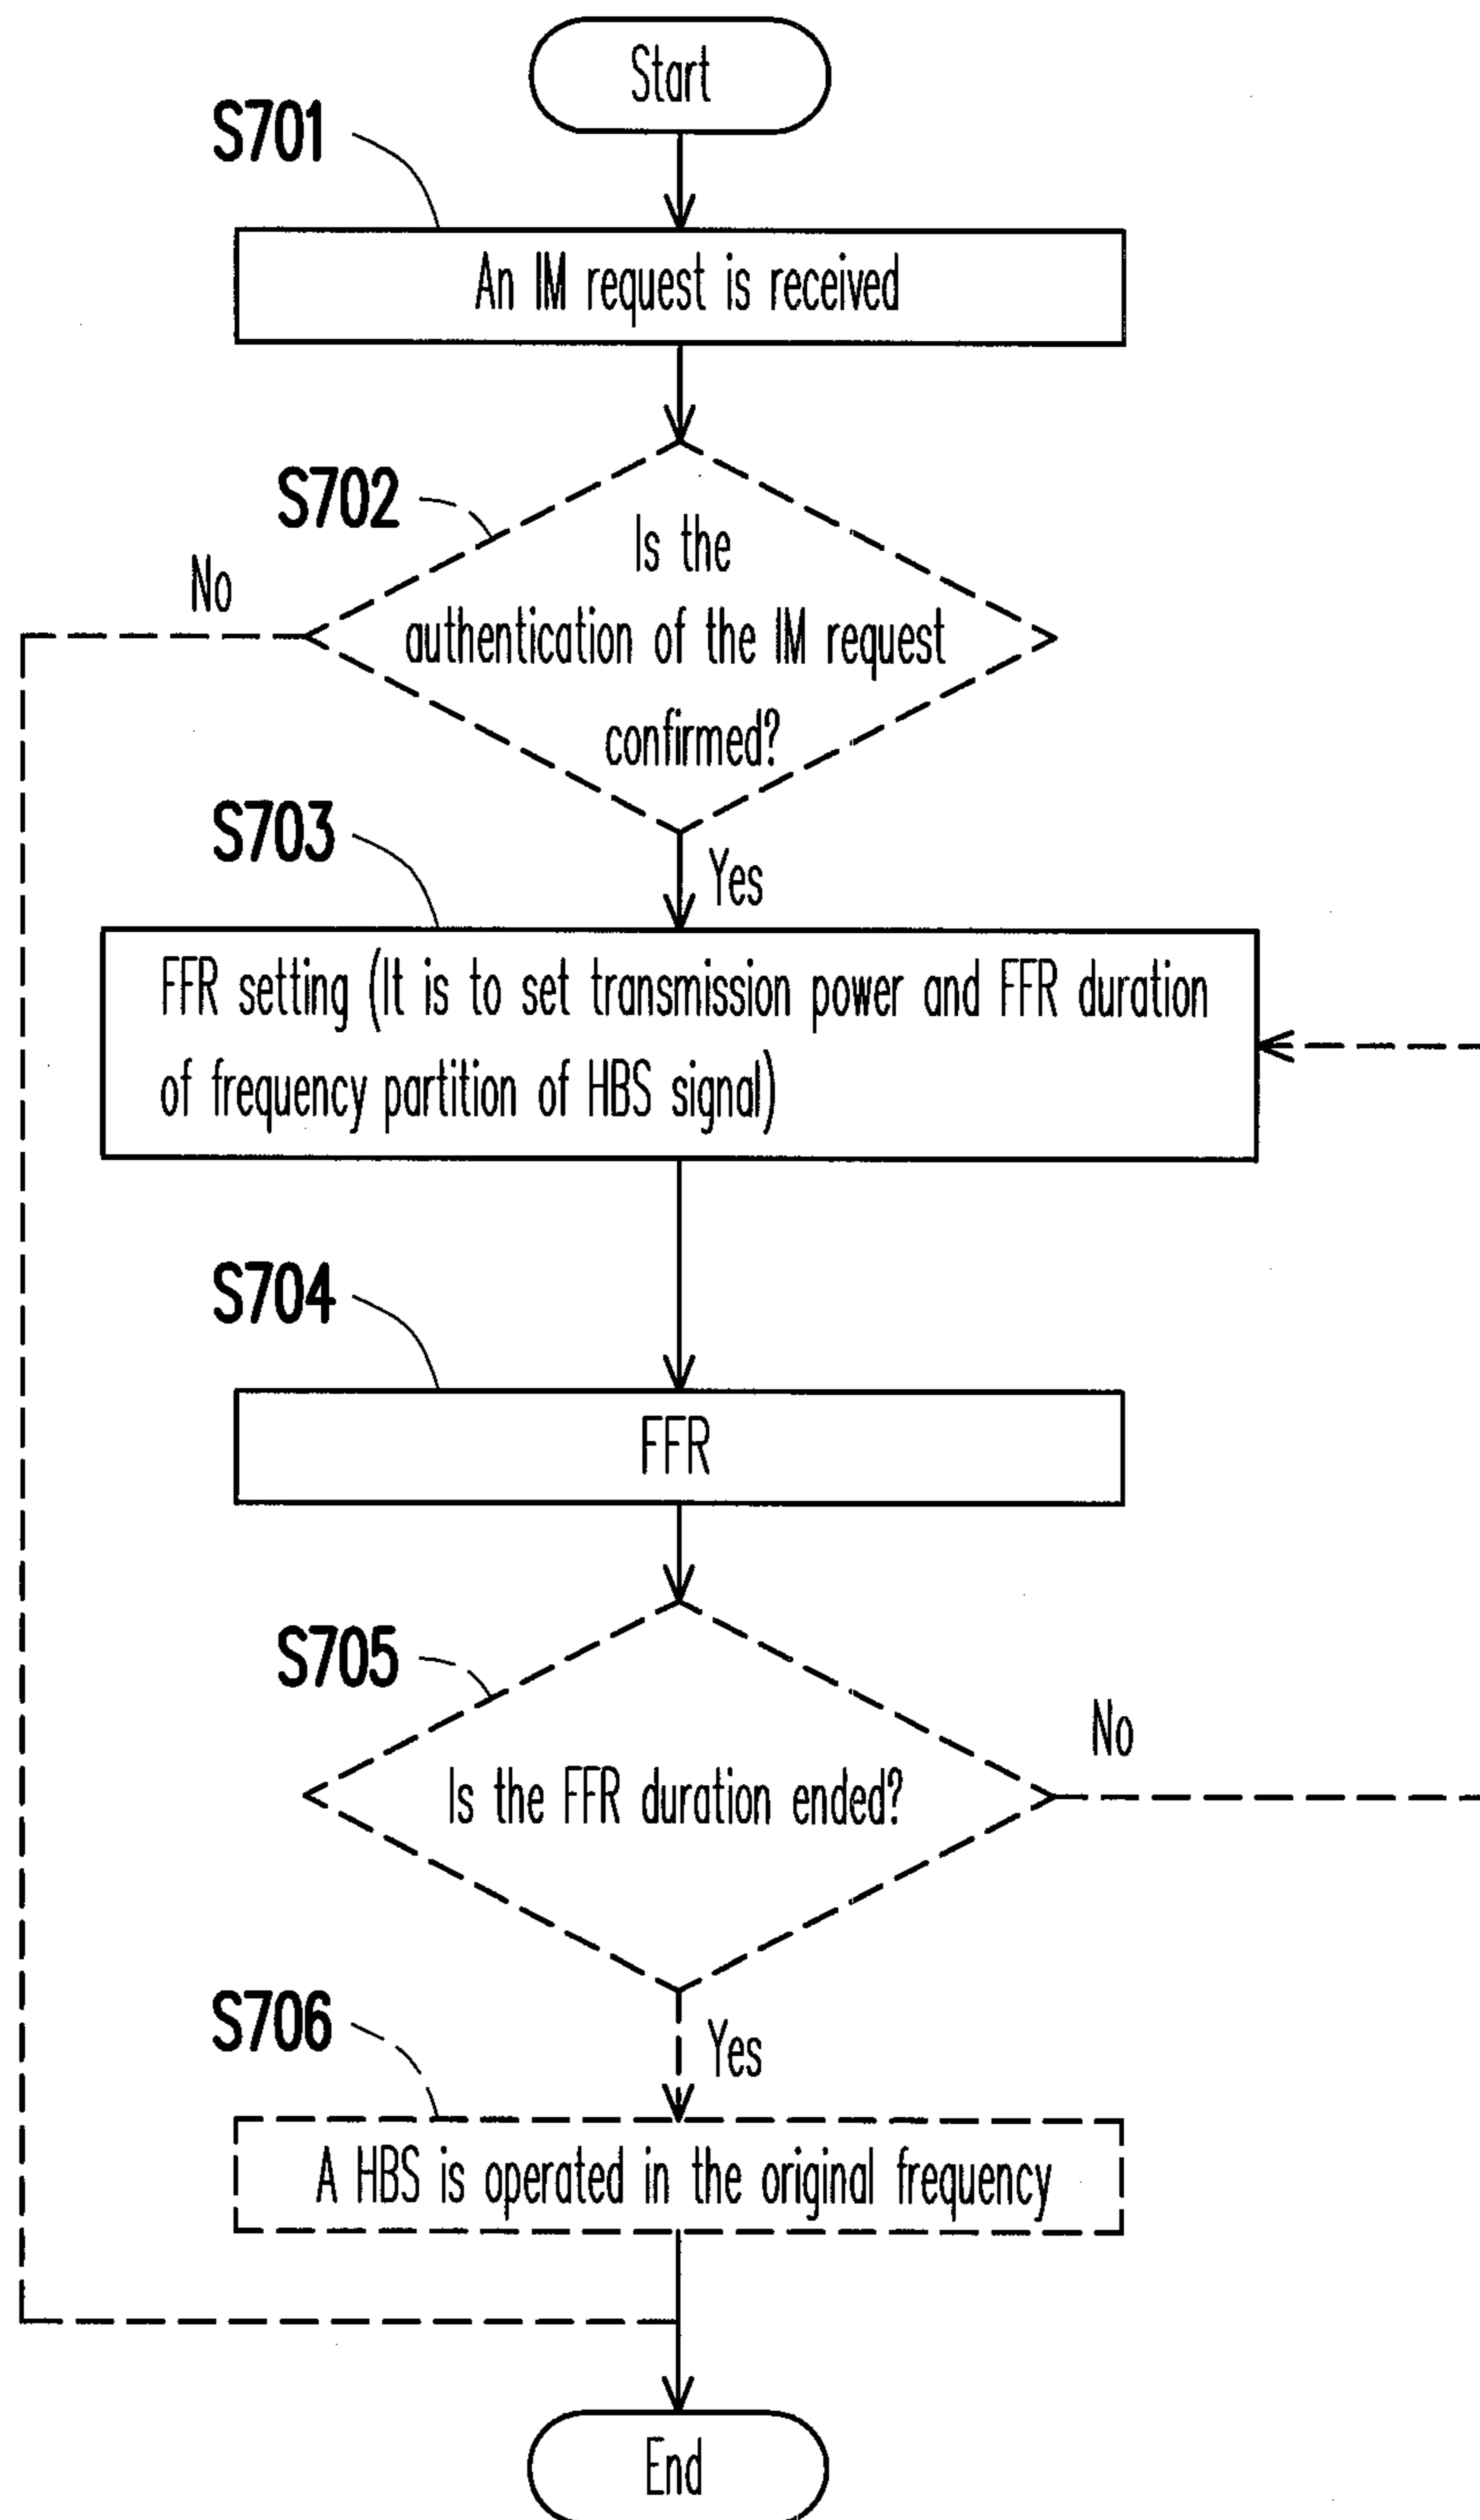 Start
S701
An IM request is received
S702
No
Is the
authentication of the IM request
confirmed?
S703
Yes
FFR setting (It is to set transmission power and FFR duration
of frequency partition of HBS signal)
S704
FFR
S705
No
Is the FFR duration ended?
S706
Yes
A HBS is operated in the original frequency
End